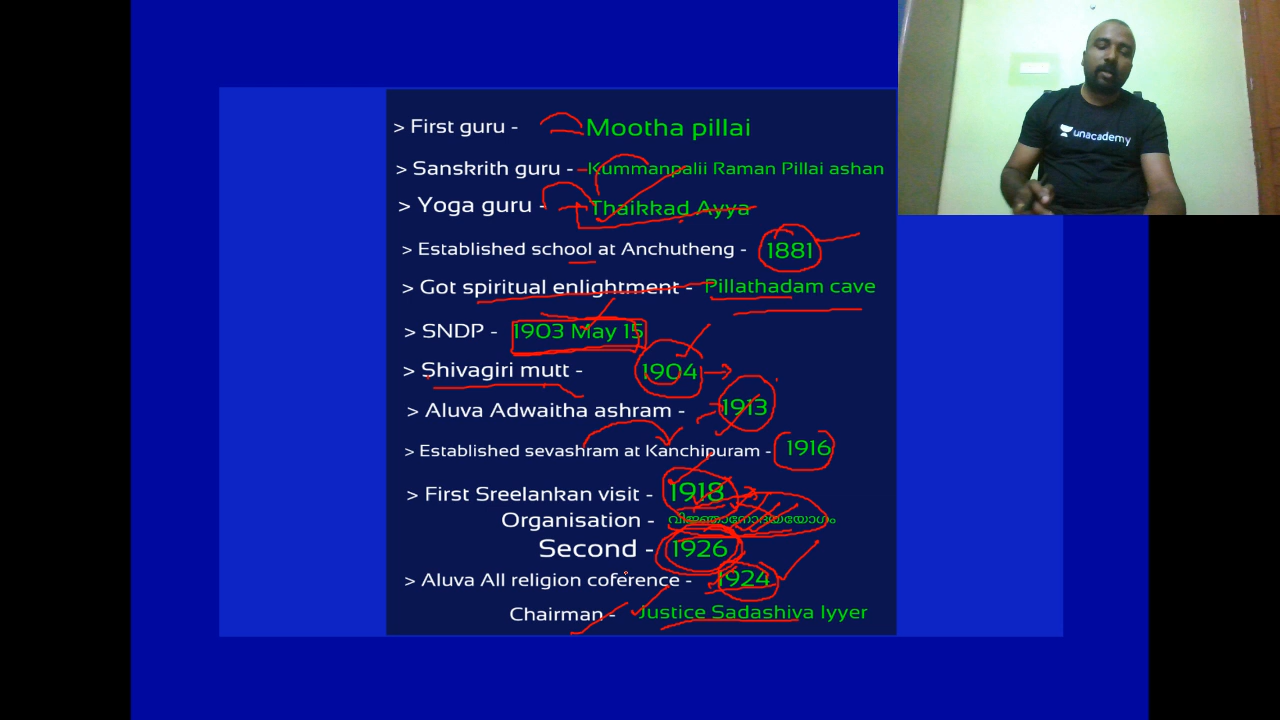 > First guru - Mootha pillai
> Sanskrith guru - Kummanpalii Raman Pillai ashan
> Yoga guru - Thaikkad Ayya
> Established school at Anchutheng - 1881
> Got spiritual enlightment - Pillathadam cave
> SNDP - 1903 May 15
> Shivagiri mutt - 1904
> Aluva Adwaitha ashram - 1913
> Established sevashram at Kanchipuram - 1916
> First Sreelankan visit - 1918
Organisation - വിജ്ഞാനോദയയോഗം
Second - 1926
> Aluva All religion coference - 1924
Chairman - Justice Sadashiva Iyyer
unacademy